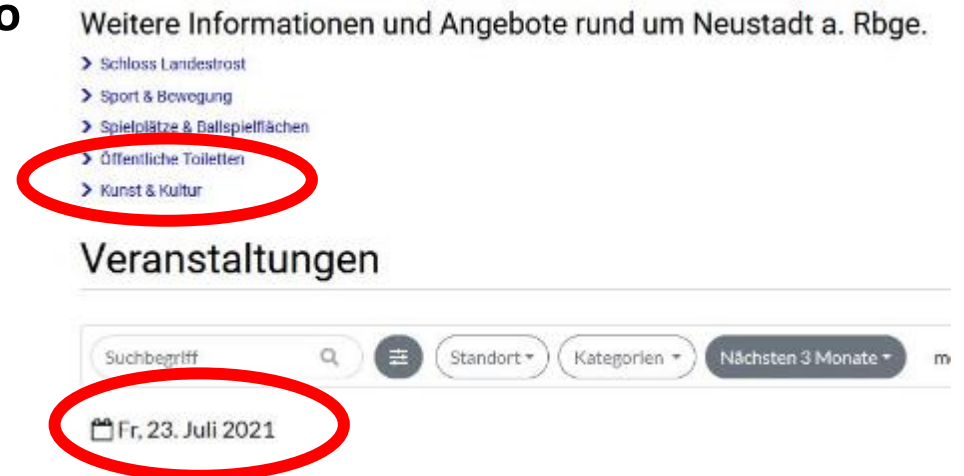 o
Weitere Informationen und Angebote rund um Neustadt a. Rbge.
Schloss Landestrost
Sport & Bewegung
Spielplätze & Ballspielflächen
Öffentliche Toiletten
Kunst & Kultur
Veranstaltungen
Suchbegriff Standort Kategorien Nächsten 3 Monate
Fr, 23. Juli 2021